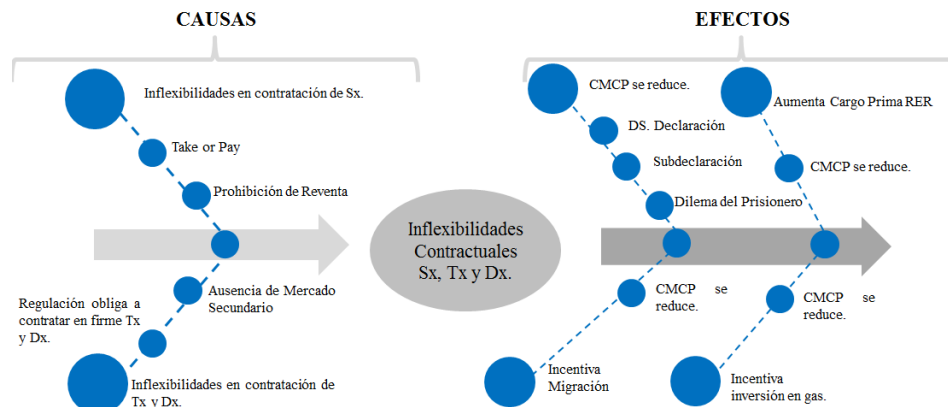 CAUSAS
Inflexibilidades en contratación de Sx.
Take or Pay
Prohibición de Reventa
Ausencia de Mercado
Secundario
Regulación obliga a
contratar en firme Tx
y Dx.
Inflexibilidades en contratación de
Tx y Dx.
Inflexibilidades
Contractuales
Sx, Tx y Dx.
EFECTOS
CMCP se reduce.
DS. Declaración
Subdeclaración
Dilema del Prisionero
Aumenta Cargo Prima RER
CMCP se reduce.
CMCP se
reduce.
Incentiva
Migración
CMCP se
reduce.
Incentiva
inversión en gas.